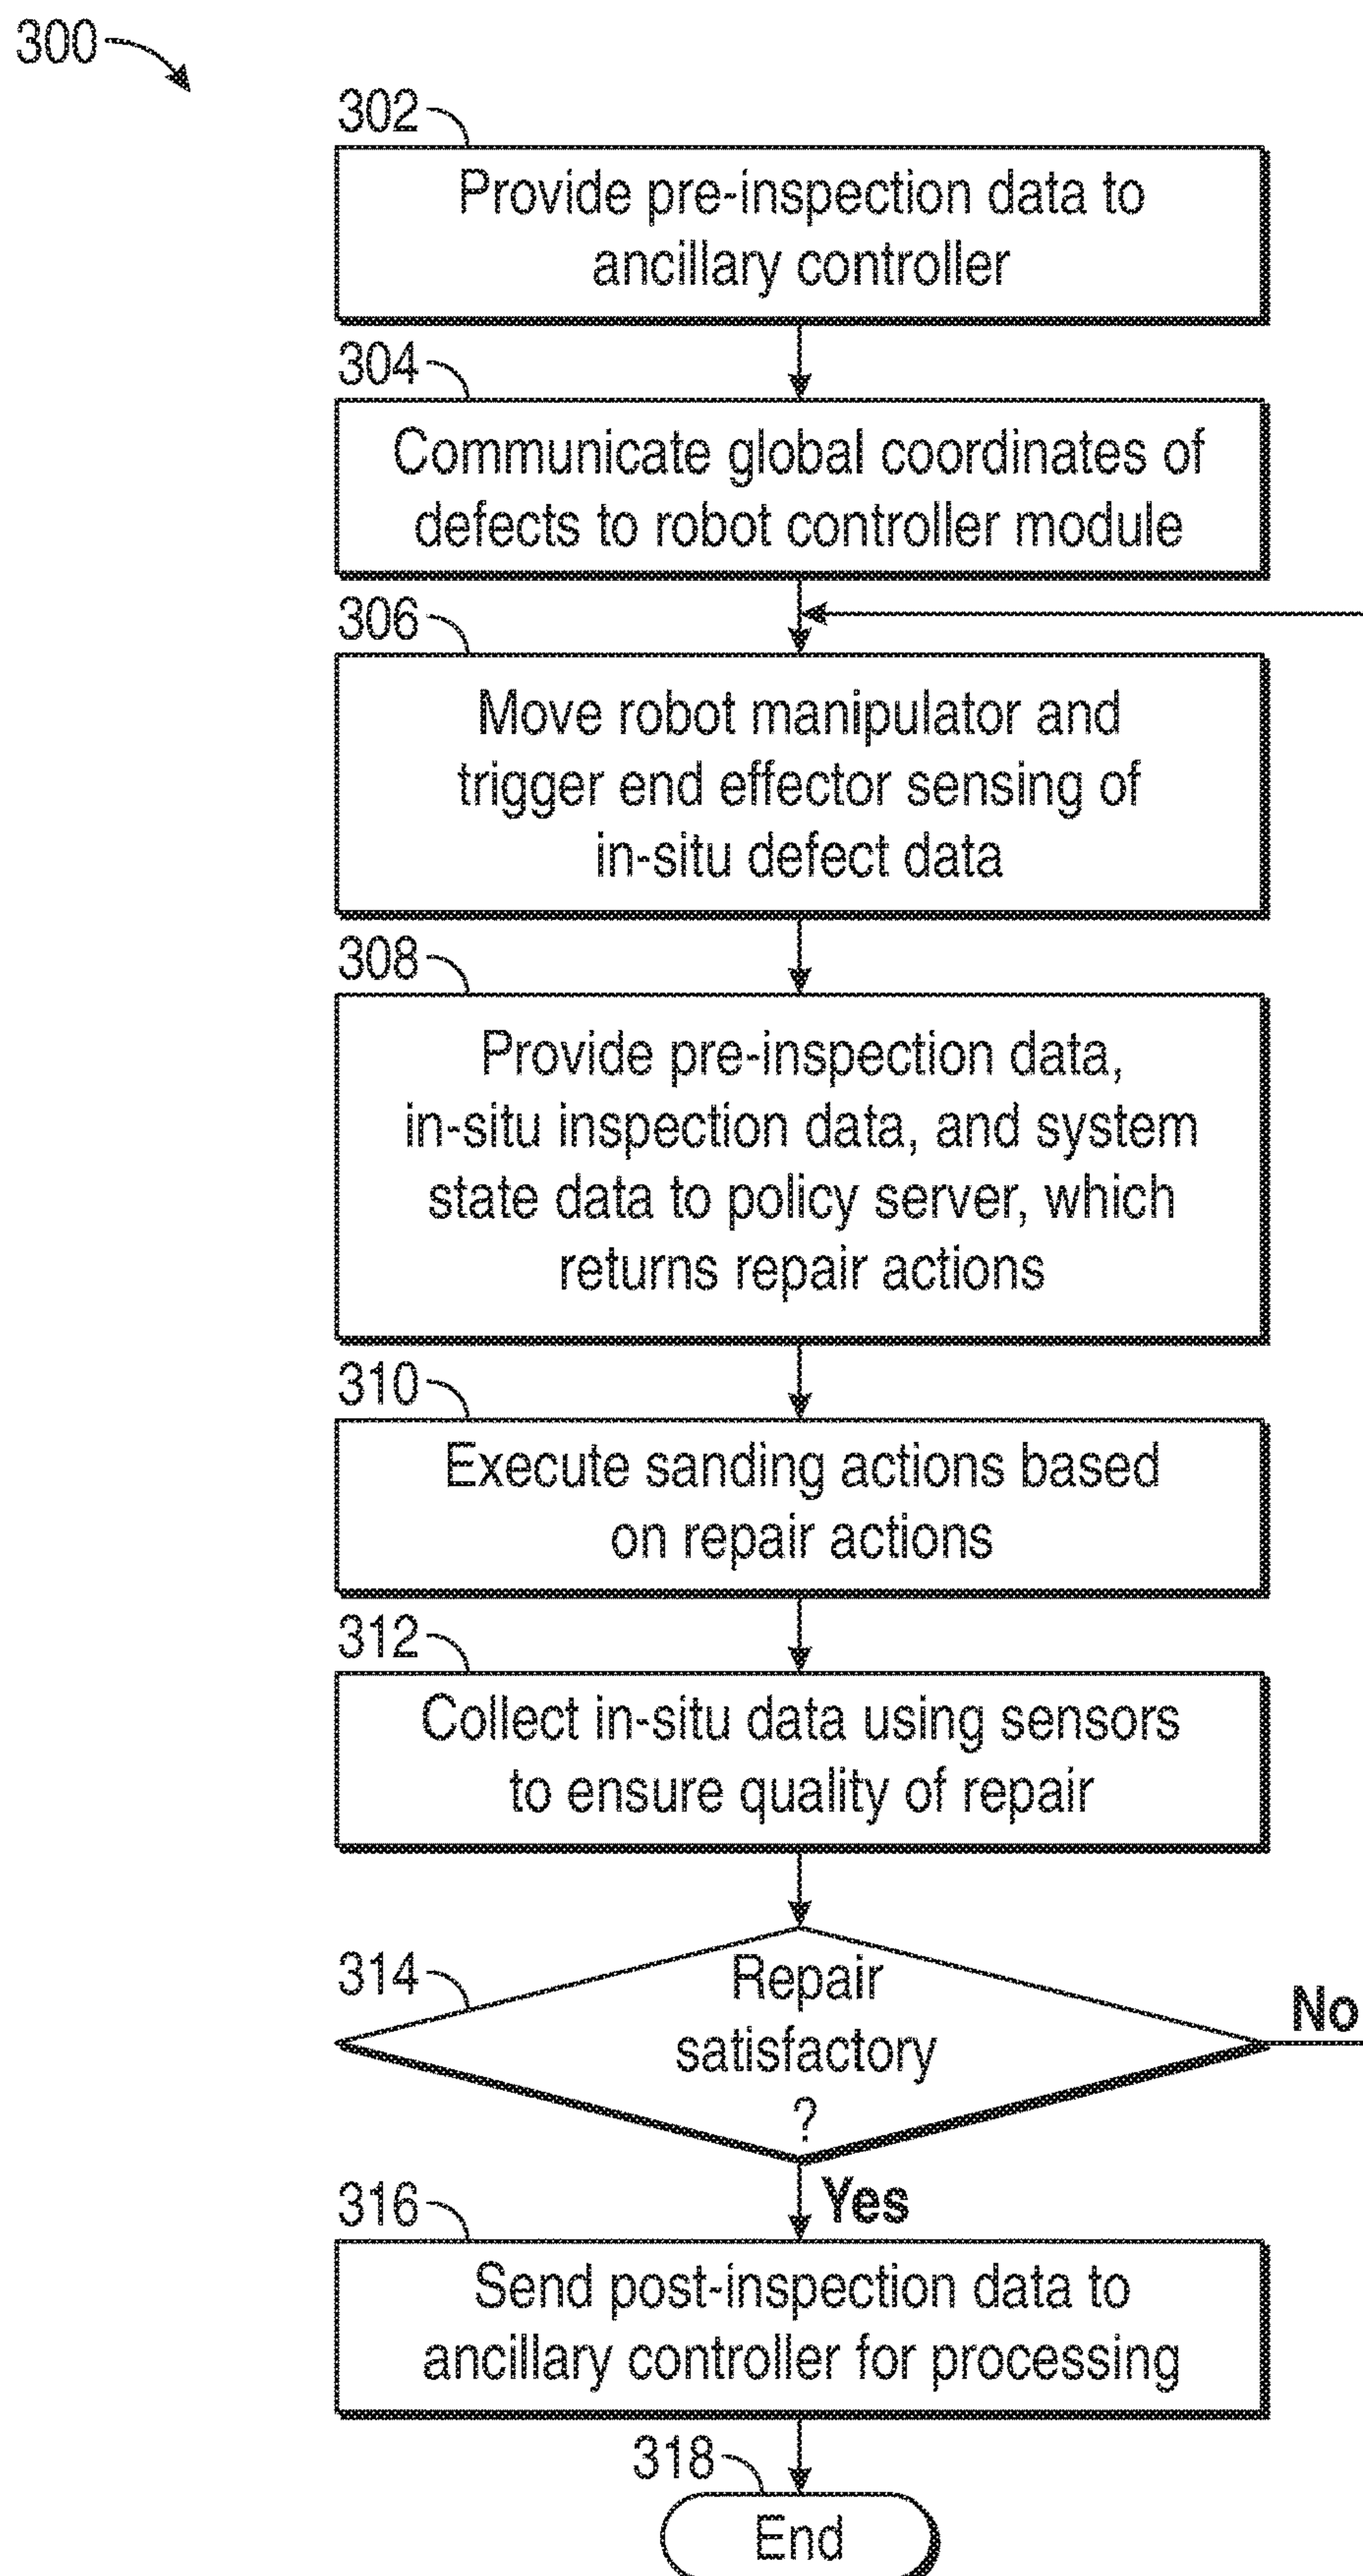 300
302
Provide pre-inspection data to
ancillary controller
304
Communicate global coordinates of
defects to robot controller module
306
Move robot manipulator and
trigger end effector sensing of
in-situ defect data
308
Provide pre-inspection data,
in-situ inspection data, and system
state data to policy server, which
returns repair actions
310
Execute sanding actions based
on repair actions
312
Collect in-situ data using sensors
to ensure quality of repair
314
Repair
satisfactory
?
No
Yes
316
Send post-inspection data to
ancillary controller for processing
318
End